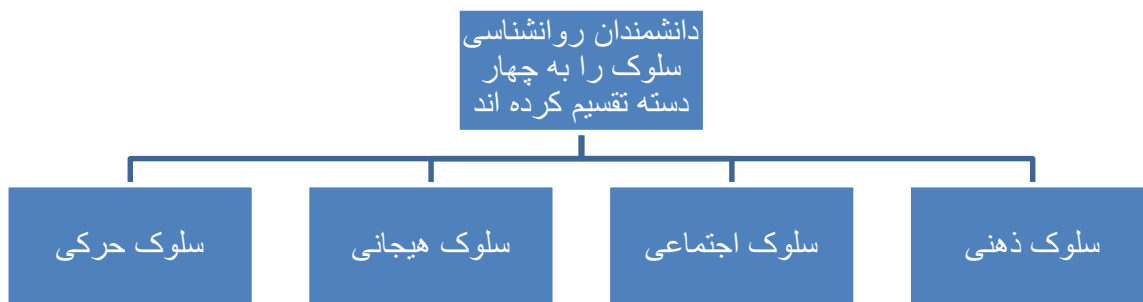 دانشمندان روانشناسی
سلوک را به چهار
دسته تقسیم کرده اند
سلوک ذهنی
سلوک اجتماعی
سلوک هیجانی
سلوک حرکی